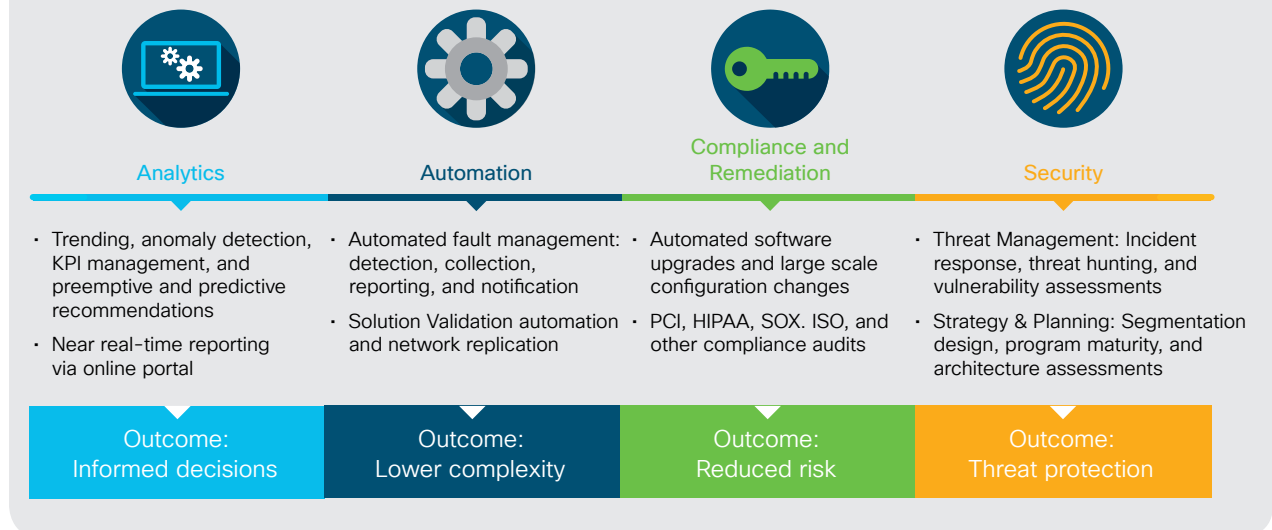 Analytics
Trending, anomaly detection,
KPI management, and
preemptive and predictive
recommendations
Near real-time reporting
via online portal
Outcome:
Informed decisions
Automation
Automated fault management:
detection, collection,
reporting, and notification
Solution Validation automation
and network replication
Outcome:
Lower complexity
Compliance and
Remediation
Automated software
upgrades and large scale
configuration changes
PCI, HIPAA, SOX. ISO, and
other compliance audits
Outcome:
Reduced risk
Security
Threat Management: Incident
response, threat hunting, and
vulnerability assessments
Strategy & Planning: Segmentation
design, program maturity, and
architecture assessments
Outcome:
Threat protection